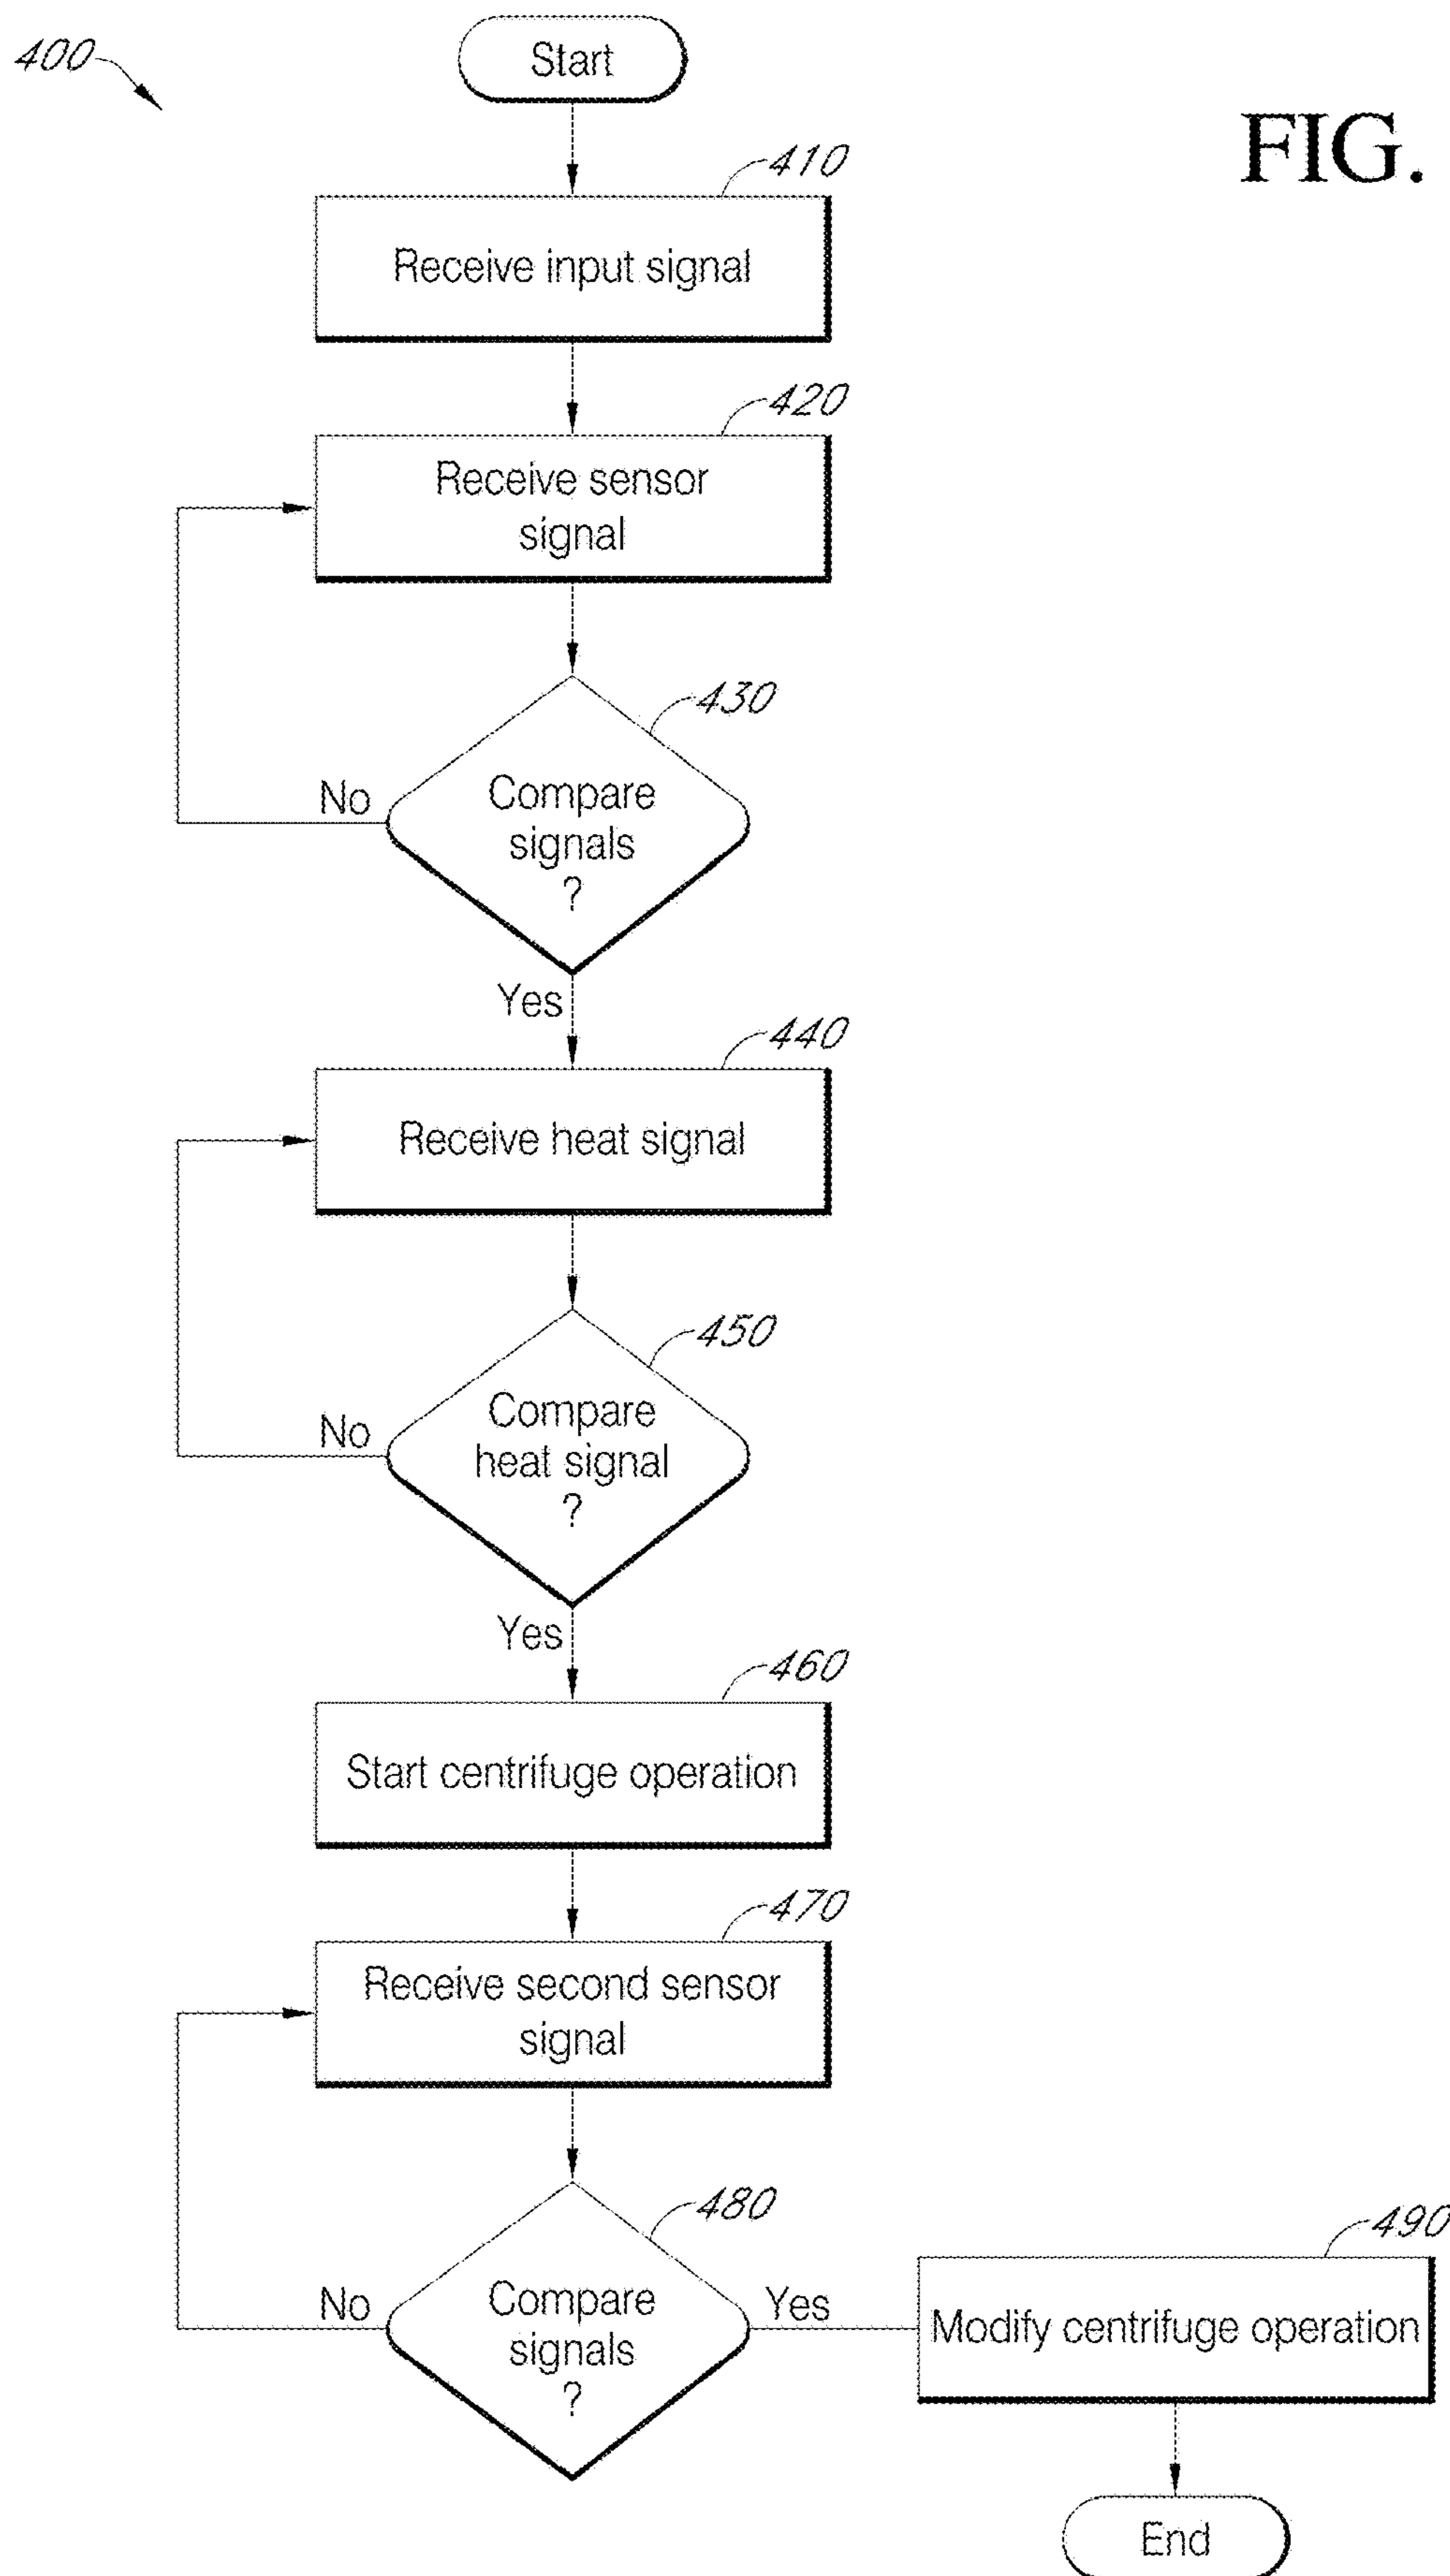 400
Start
FIG.
410
Receive input signal
420
Receive sensor
signal
430
No
Compare
signals
?
Yes
440
Receive heat signal
450
No
Compare
heat signal
?
Yes
460
Start centrifuge operation
470
Receive second sensor
signal
480
490
No
Compare
signals
?
Yes
Modify centrifuge operation
End